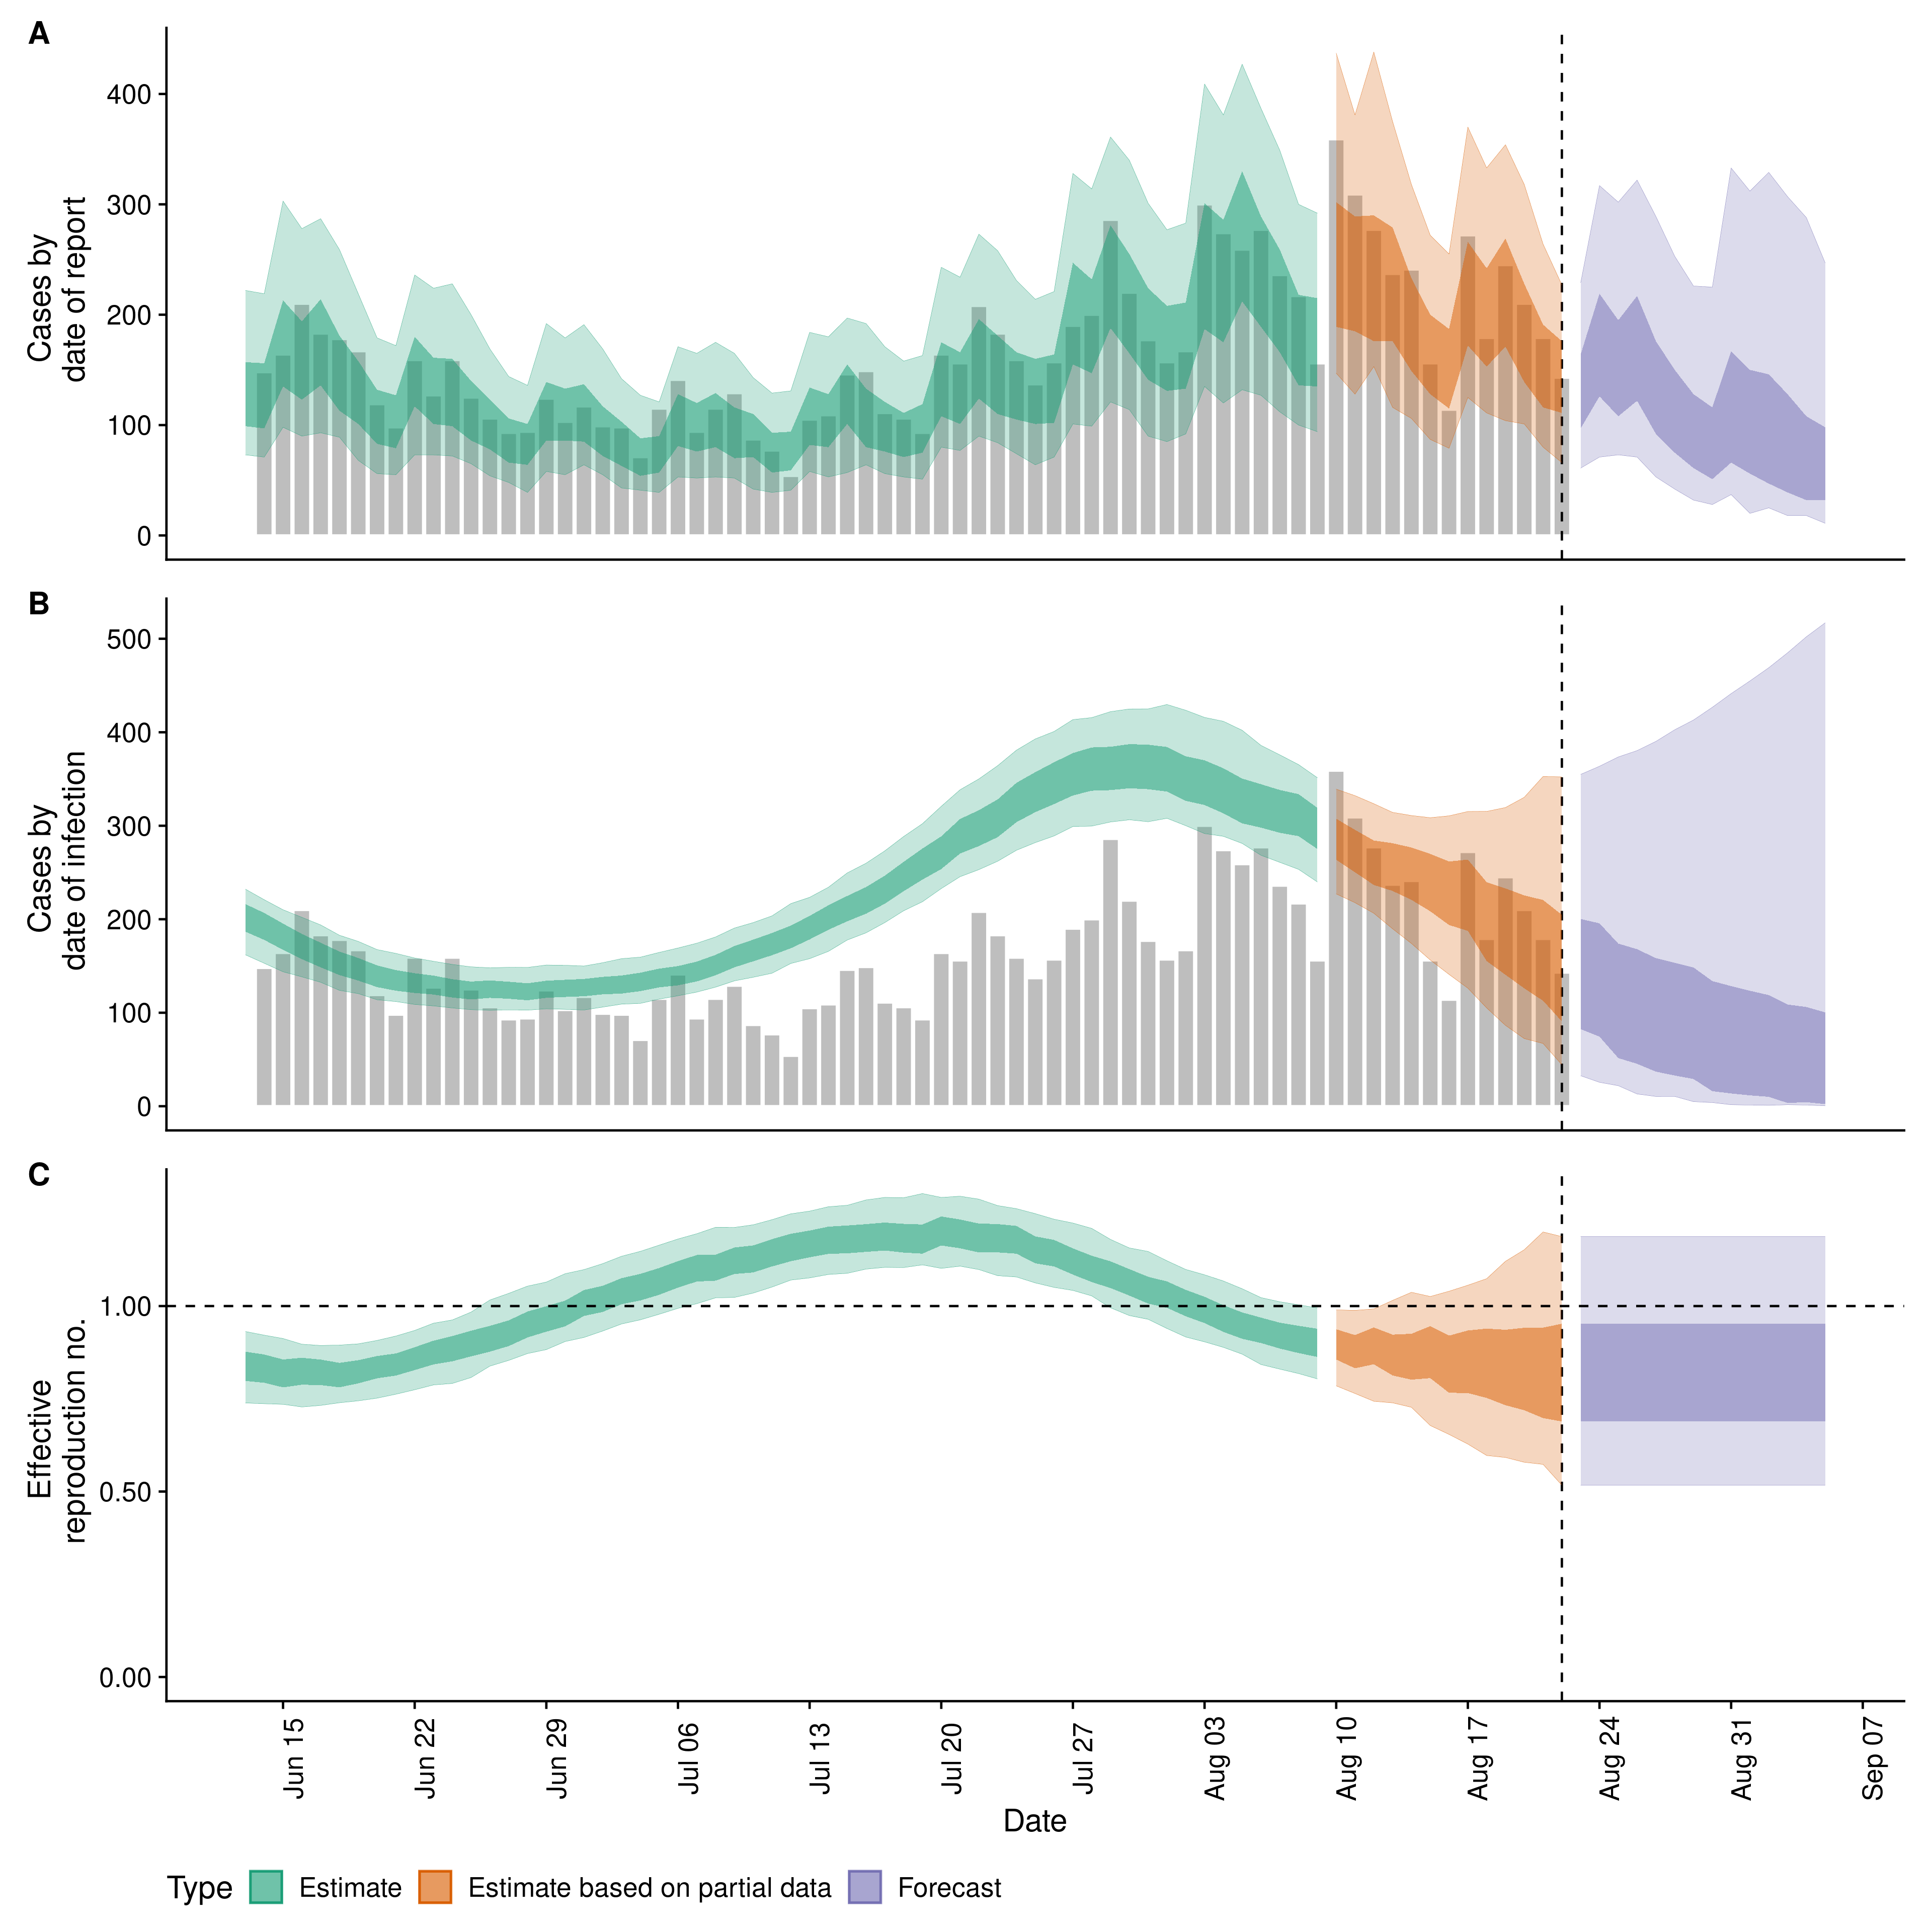 A
Cases by
date of report
400
300
200
100
0
B
Cases by
date of infection
500
400
300
200
100
0
C
Effective
reproduction no.
1.00
0.50
0.00
Jun 15
Jun 22
Jun 29
Jul 06
Jul 13
Jul 20
Jul 27
Aug 03
Aug 10
Aug 17
Aug 24
Aug 31
Sep 07
Date
Type
Estimate
Estimate based on partial data
Forecast